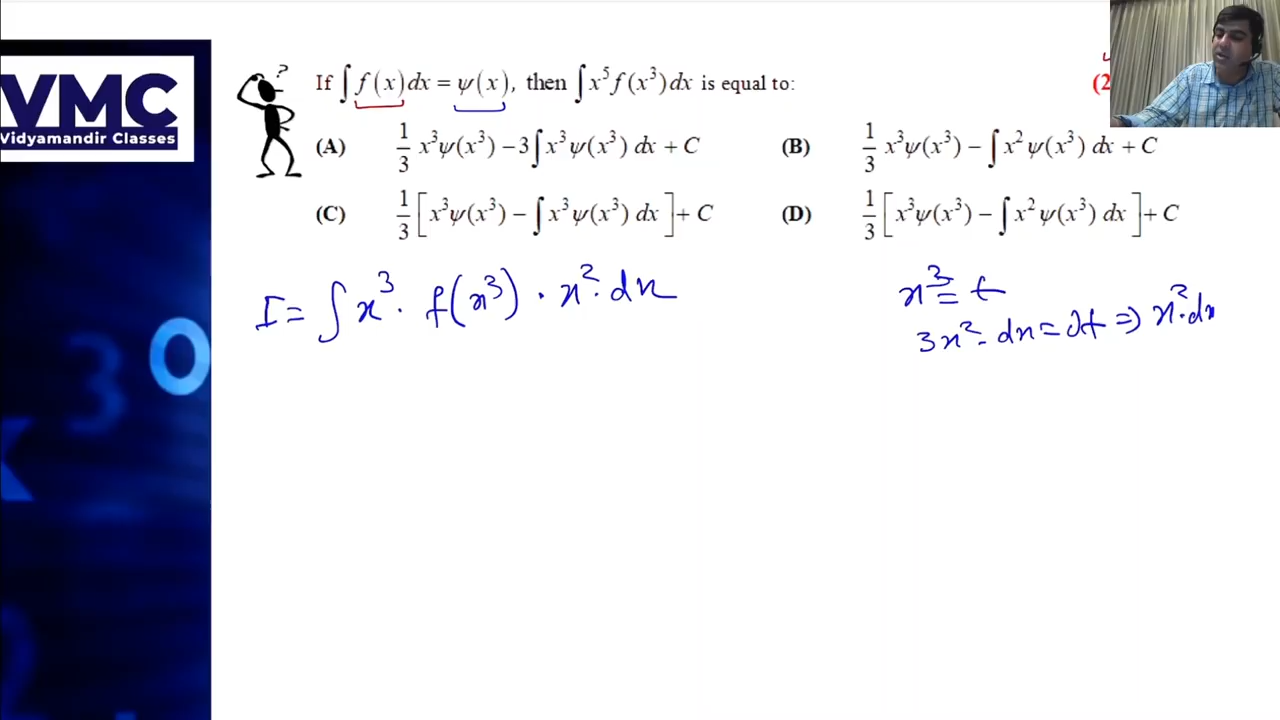 VMC
Vidyamandir Classes
?
If ∫ f(x) dx = ψ(x), then ∫ x⁵ f(x³) dx is equal to: (2
(A) 1/3 x³ψ(x³) − 3∫ x³ψ(x³) dx + C (B) 1/3 x³ψ(x³) − ∫ x²ψ(x³) dx + C
(C) 1/3 [x³ψ(x³) − ∫ x³ψ(x³) dx] + C (D) 1/3 [x³ψ(x³) − ∫ x²ψ(x³) dx] + C
I = ∫ x³ · f(x³) · x² · dx
x³ = t
3x² · dx = dt ⇒ x² · dx